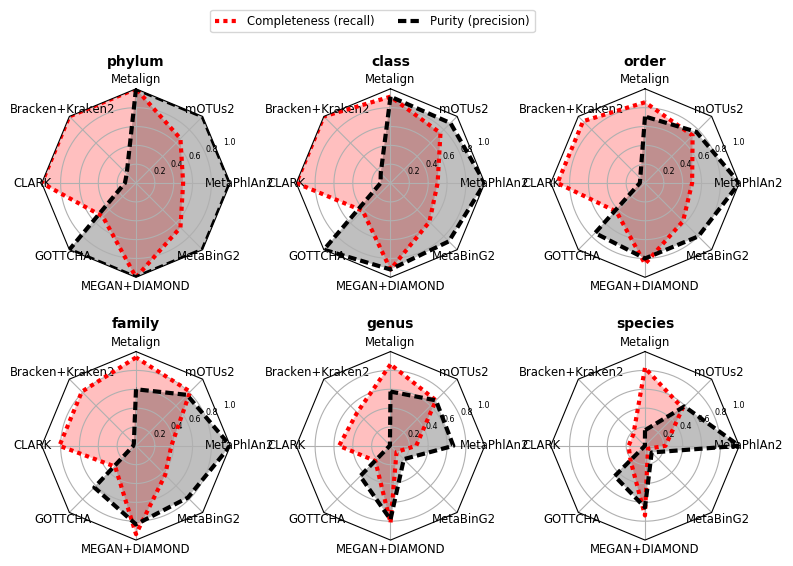 Completeness (recall) Purity (precision)
phylum
Metalign
Bracken+Kraken2 mOTUs2
1.0
0.8
0.6
0.4
0.2
CLARK MetaPhlAn2
GOTTCHA MetaBinG2
MEGAN+DIAMOND
class
Metalign
Bracken+Kraken2 mOTUs2
1.0
0.8
0.6
0.4
0.2
CLARK MetaPhlAn2
GOTTCHA MetaBinG2
MEGAN+DIAMOND
order
Metalign
Bracken+Kraken2 mOTUs2
1.0
0.8
0.6
0.4
0.2
CLARK MetaPhlAn2
GOTTCHA MetaBinG2
MEGAN+DIAMOND
family
Metalign
Bracken+Kraken2 mOTUs2
1.0
0.8
0.6
0.4
0.2
CLARK MetaPhlAn2
GOTTCHA MetaBinG2
MEGAN+DIAMOND
genus
Metalign
Bracken+Kraken2 mOTUs2
1.0
0.8
0.6
0.4
0.2
CLARK MetaPhlAn2
GOTTCHA MetaBinG2
MEGAN+DIAMOND
species
Metalign
Bracken+Kraken2 mOTUs2
1.0
0.8
0.6
0.4
0.2
CLARK MetaPhlAn2
GOTTCHA MetaBinG2
MEGAN+DIAMOND